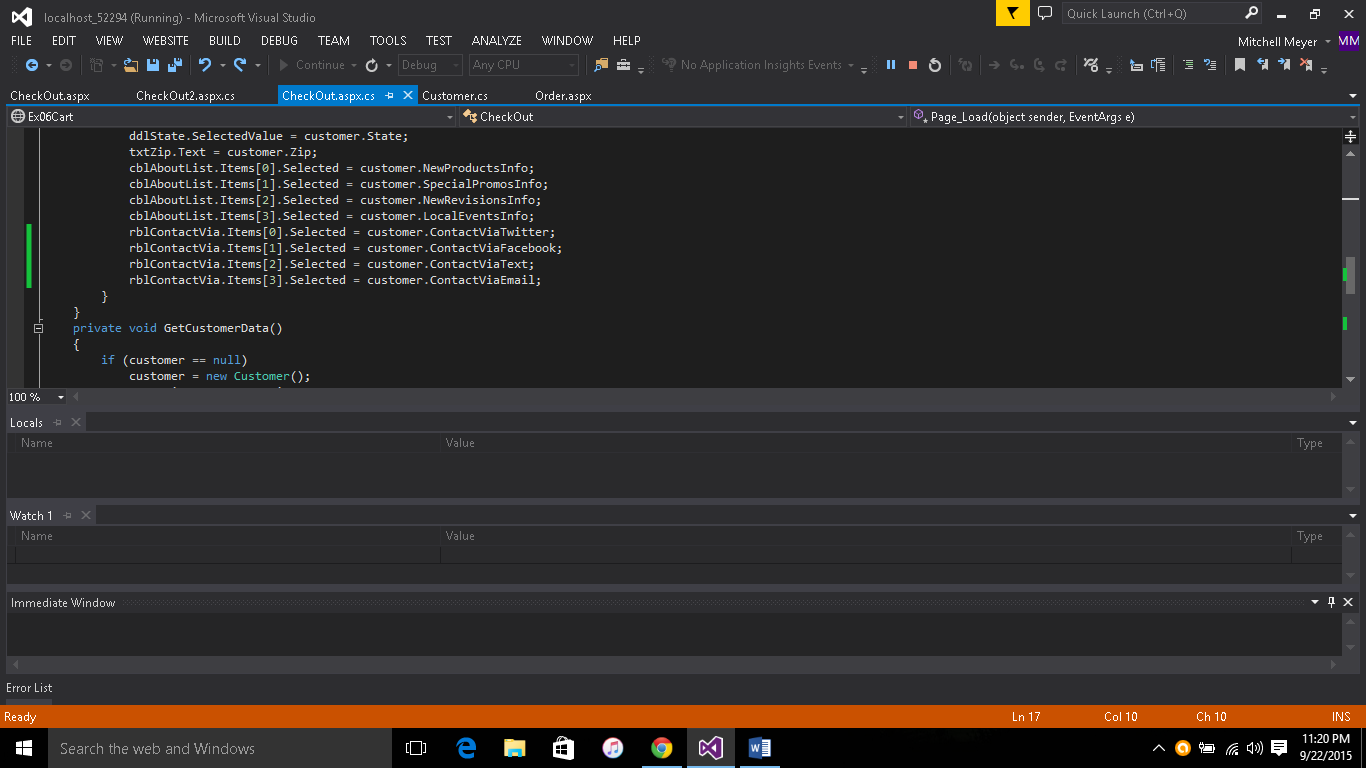 localhost_52294 (Running) - Microsoft Visual Studio
Quick Launch (Ctrl+Q)
FILE EDIT VIEW WEBSITE BUILD DEBUG TEAM TOOLS TEST ANALYZE WINDOW HELP
Mitchell Meyer MM
Continue Debug Any CPU No Application Insights Events
CheckOut.aspx CheckOut2.aspx.cs CheckOut.aspx.cs Customer.cs Order.aspx
Ex06Cart CheckOut Page_Load(object sender, EventArgs e)
ddlState.SelectedValue = customer.State;
txtZip.Text = customer.Zip;
cblAboutList.Items[0].Selected = customer.NewProductsInfo;
cblAboutList.Items[1].Selected = customer.SpecialPromosInfo;
cblAboutList.Items[2].Selected = customer.NewRevisionsInfo;
cblAboutList.Items[3].Selected = customer.LocalEventsInfo;
rblContactVia.Items[0].Selected = customer.ContactViaTwitter;
rblContactVia.Items[1].Selected = customer.ContactViaFacebook;
rblContactVia.Items[2].Selected = customer.ContactViaText;
rblContactVia.Items[3].Selected = customer.ContactViaEmail;
}
}
private void GetCustomerData()
{
if (customer == null)
customer = new Customer();
100 %
Locals
Name Value Type
Watch 1
Name Value Type
Immediate Window
Error List
Ready Ln 17 Col 10 Ch 10 INS
Search the web and Windows
11:20 PM
9/22/2015